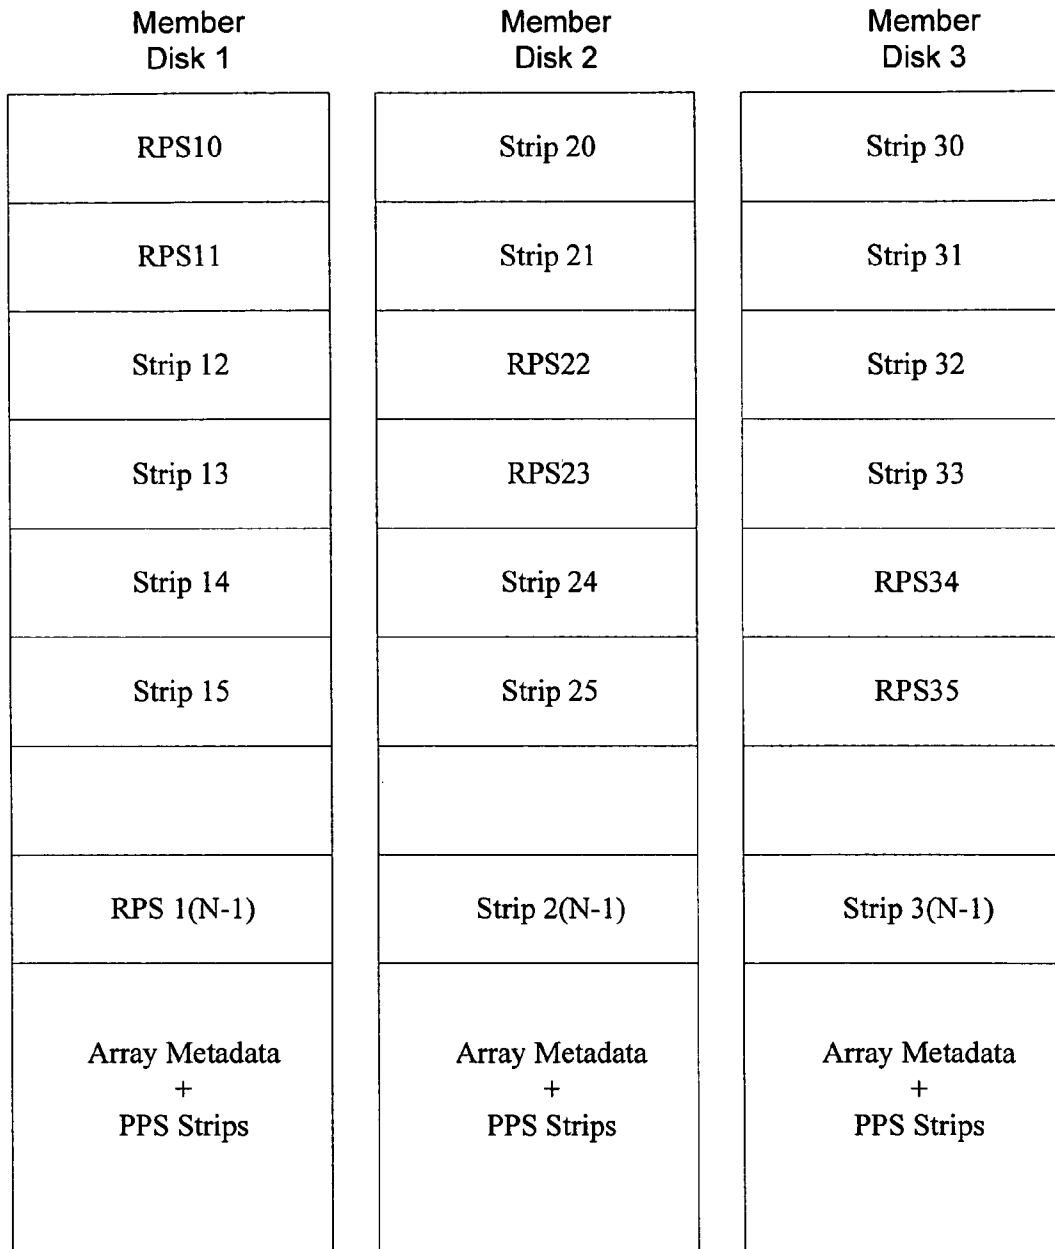 Member Member Member
Disk 1 Disk 2 Disk 3
RPS10 Strip 20 Strip 30
RPS11 Strip 21 Strip 31
Strip 12 RPS22 Strip 32
Strip 13 RPS23 Strip 33
Strip 14 Strip 24 RPS34
Strip 15 Strip 25 RPS35
RPS 1(N-1) Strip 2(N-1) Strip 3(N-1)
Array Metadata Array Metadata Array Metadata
+ + +
PPS Strips PPS Strips PPS Strips